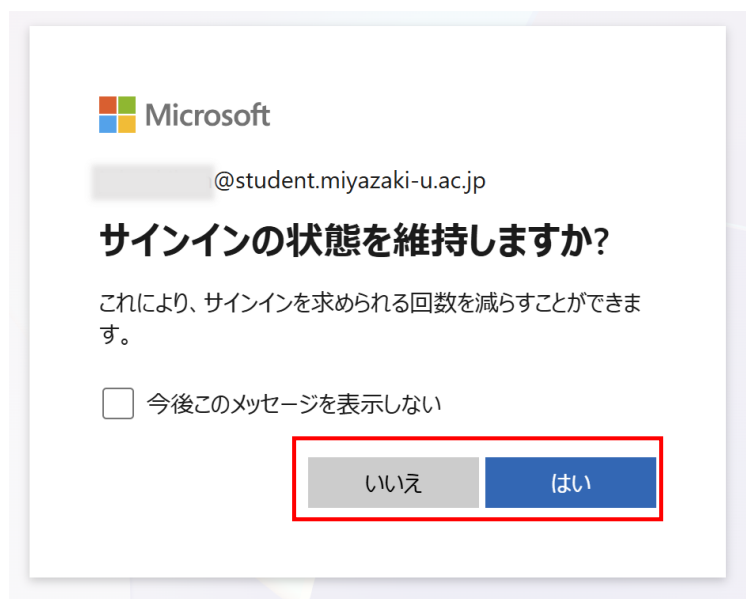 Microsoft
@student.miyazaki-u.ac.jp
サインインの状態を維持しますか?
これにより、サインインを求められる回数を減らすことができま
す。
今後このメッセージを表示しない
いいえ
はい